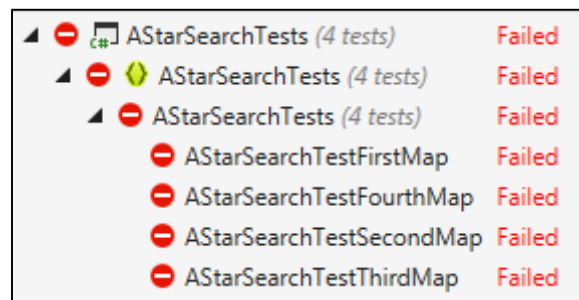 C# AStarSearchTests (4 tests) Failed
AStarSearchTests (4 tests) Failed
AStarSearchTests (4 tests) Failed
AStarSearchTestFirstMap Failed
AStarSearchTestFourthMap Failed
AStarSearchTestSecondMap Failed
AStarSearchTestThirdMap Failed